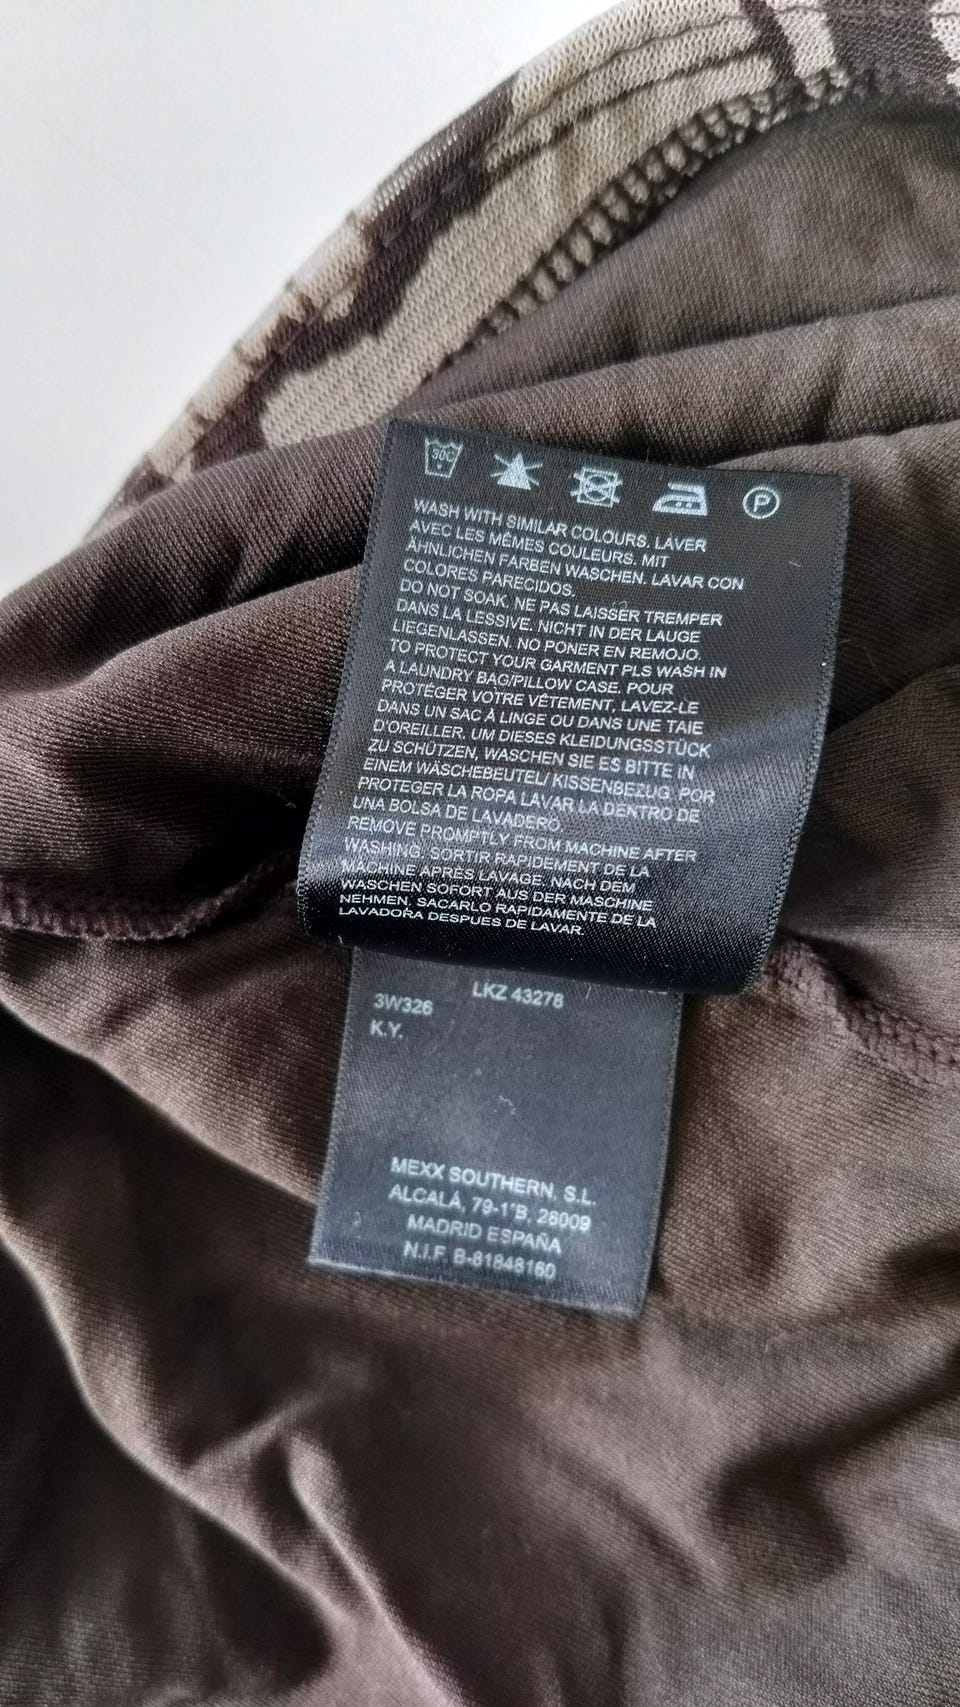 30C
P
WASH WITH SIMILAR COLOURS, LAVER
AVEC LES MÊMES COULEURS. MIT
ÄHNLICHEN FARBEN WASCHEN. LAVAR CON
COLORES PARECIDOS.
DO NOT SOAK. NE PAS LAISSER TREMPER
DANS LA LESSIVE. NICHT IN DER LAUGE
LIEGENLASSEN. NO PONER EN REMOJO.
TO PROTECT YOUR GARMENT PLS WASH IN
A LAUNDRY BAG/PILLOW CASE. POUR
PROTÉGER VOTRE VÊTEMENT, LAVEZ-LE
DANS UN SAC À LINGE OU DANS UNE TAIE
D'OREILLER, UM DIESES KLEIDUNGSSTÜCK
ZU SCHÜTZEN, WASCHEN SIE ES BITTE IN
EINEM WÄSCHEBEUTEL/ KISSENBEZUG. POR
PROTEGER LA ROPA LAVAR LA DENTRO DE
UNA BOLSA DE LAVADERO.
REMOVE PROMPTLY FROM MACHINE AFTER
WASHING. SORTIR RAPIDEMENT DE LA
MACHINE APRÈS LAVAGE. NACH DEM
WASCHEN SOFORT AUS DER MASCHINE
NEHMEN. SACARLO RAPIDAMENTE DE LA
LAVADORA DESPUES DE LAVAR.
LKZ 43278
3W326
K.Y.
MEXX SOUTHERN, S.L.
ALCALÁ, 79-1°B, 28009
MADRID ESPAÑA
N.I.F. B-81848160